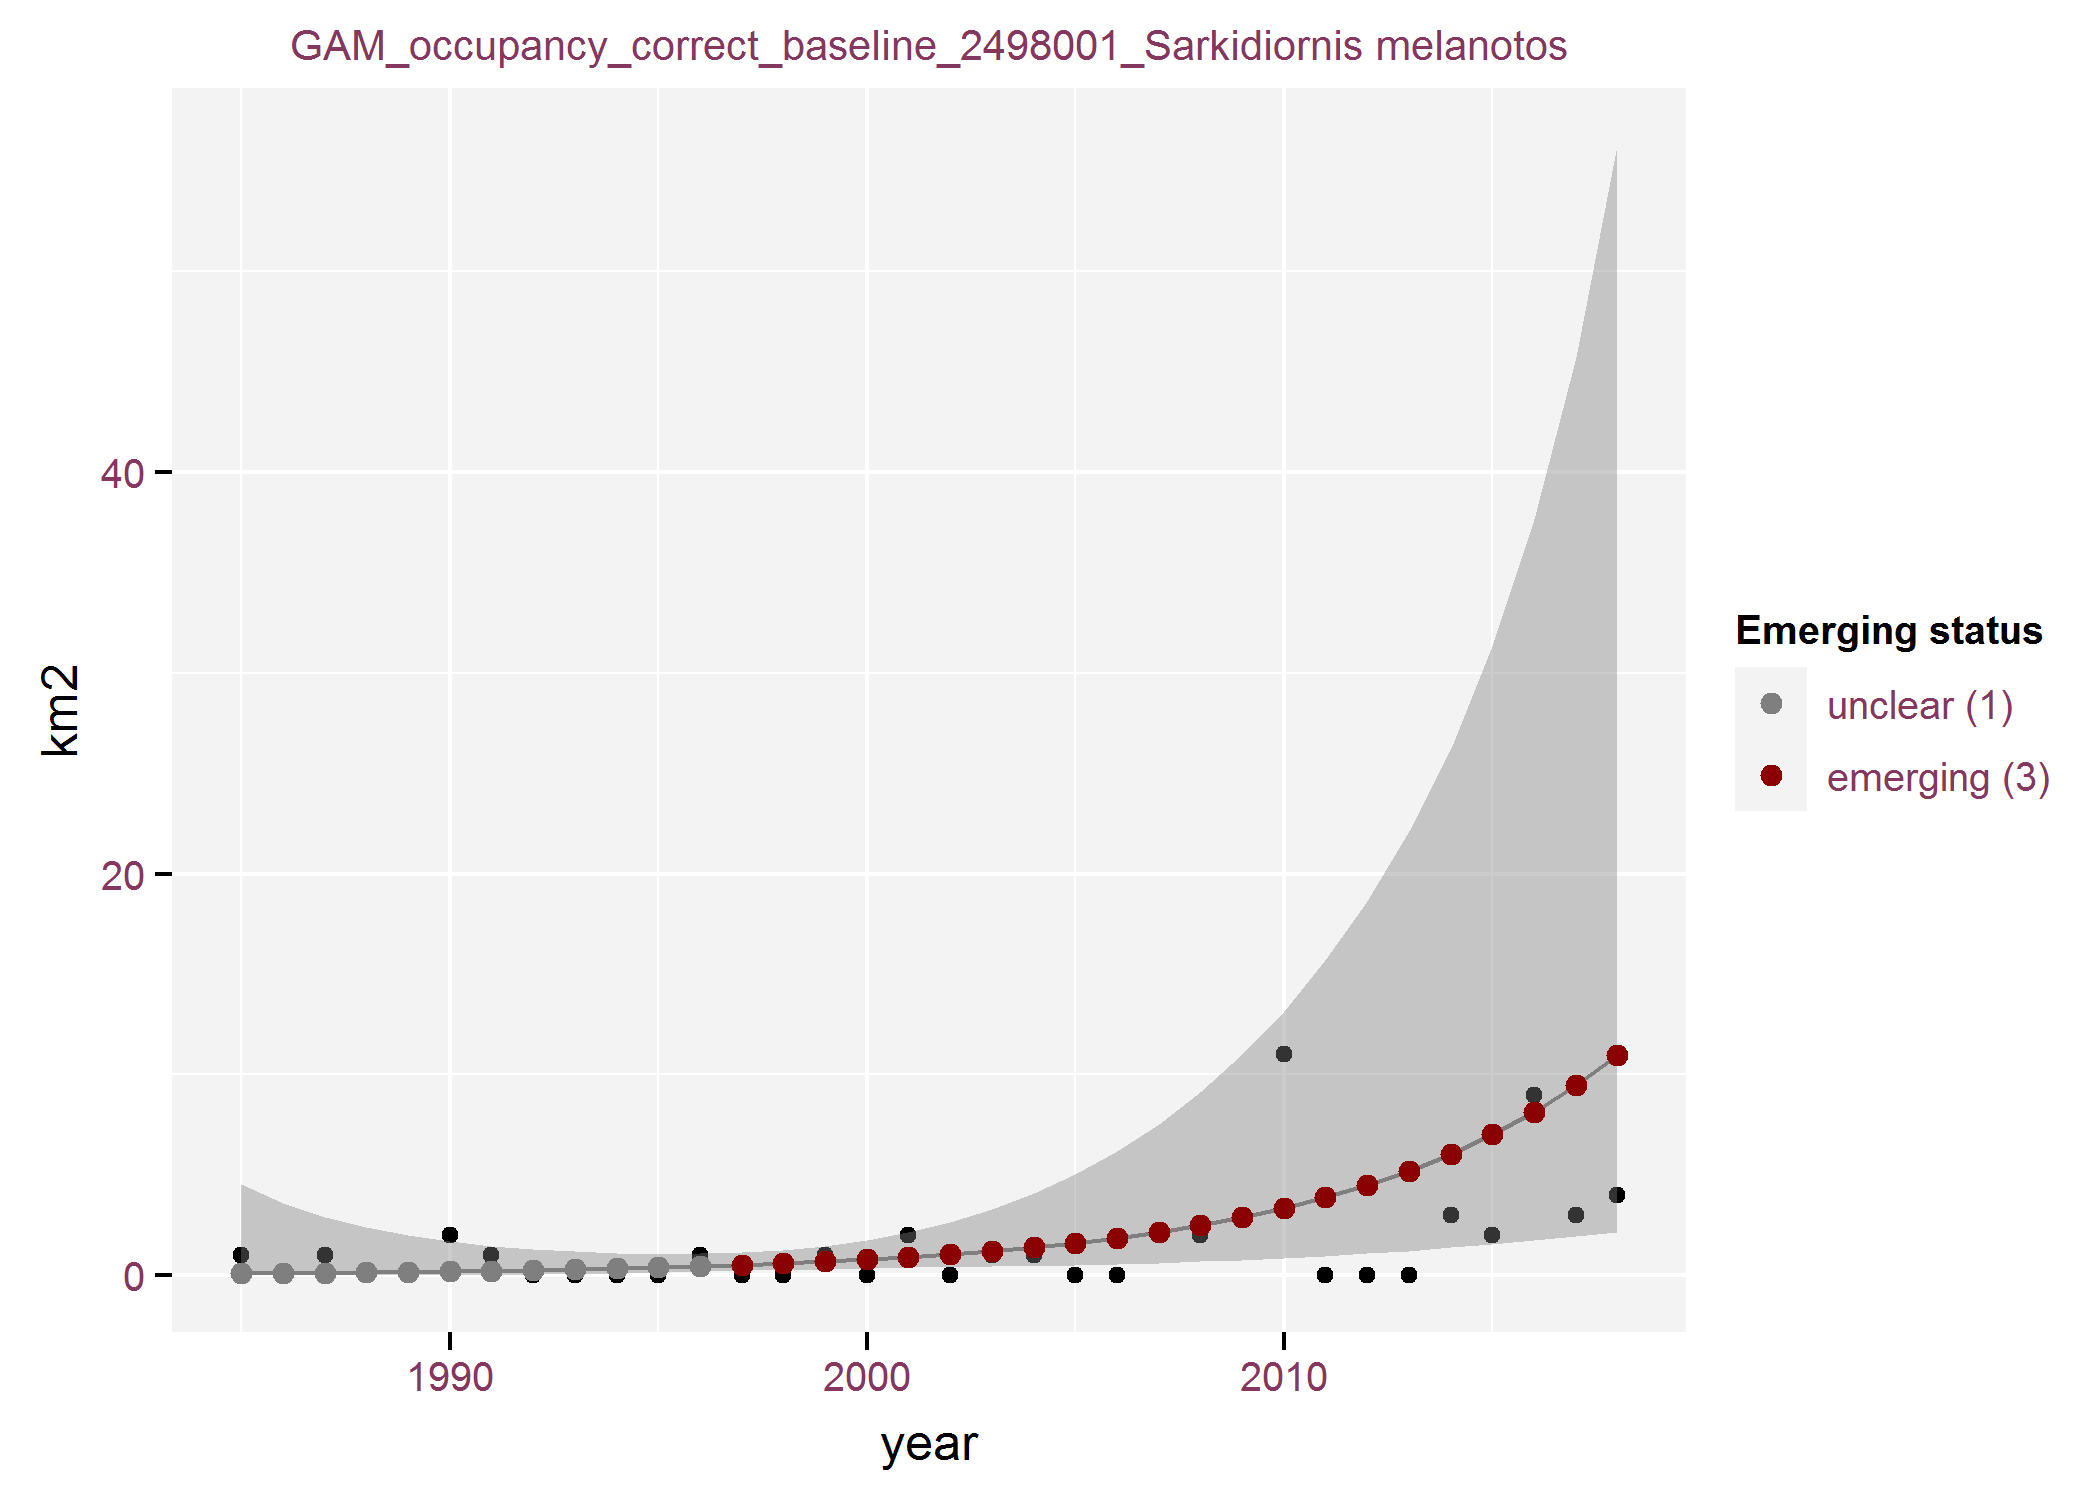 GAM_occupancy_correct_baseline_2498001_Sarkidiornis melanotos
km2
40
20
0
1990
2000
2010
year
Emerging status
unclear (1)
emerging (3)